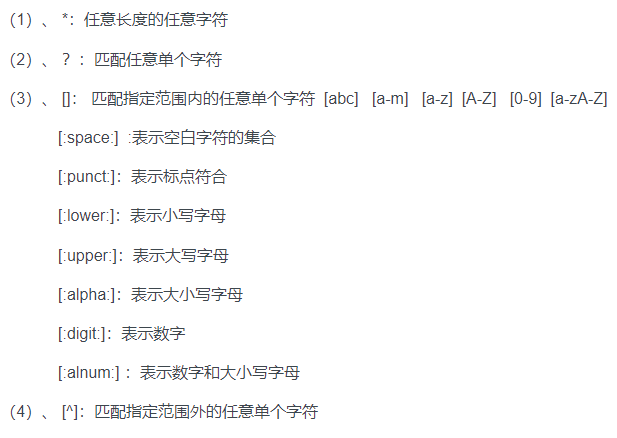 （1）、 *：任意长度的任意字符
（2）、 ？：匹配任意单个字符
（3）、 []： 匹配指定范围内的任意单个字符 [abc] [a-m] [a-z] [A-Z] [0-9] [a-zA-Z]
[:space:] :表示空白字符的集合
[:punct:]：表示标点符合
[:lower:]：表示小写字母
[:upper:]：表示大写字母
[:alpha:]：表示大小写字母
[:digit:]：表示数字
[:alnum:] ：表示数字和大小写字母
（4）、 [^]：匹配指定范围外的任意单个字符